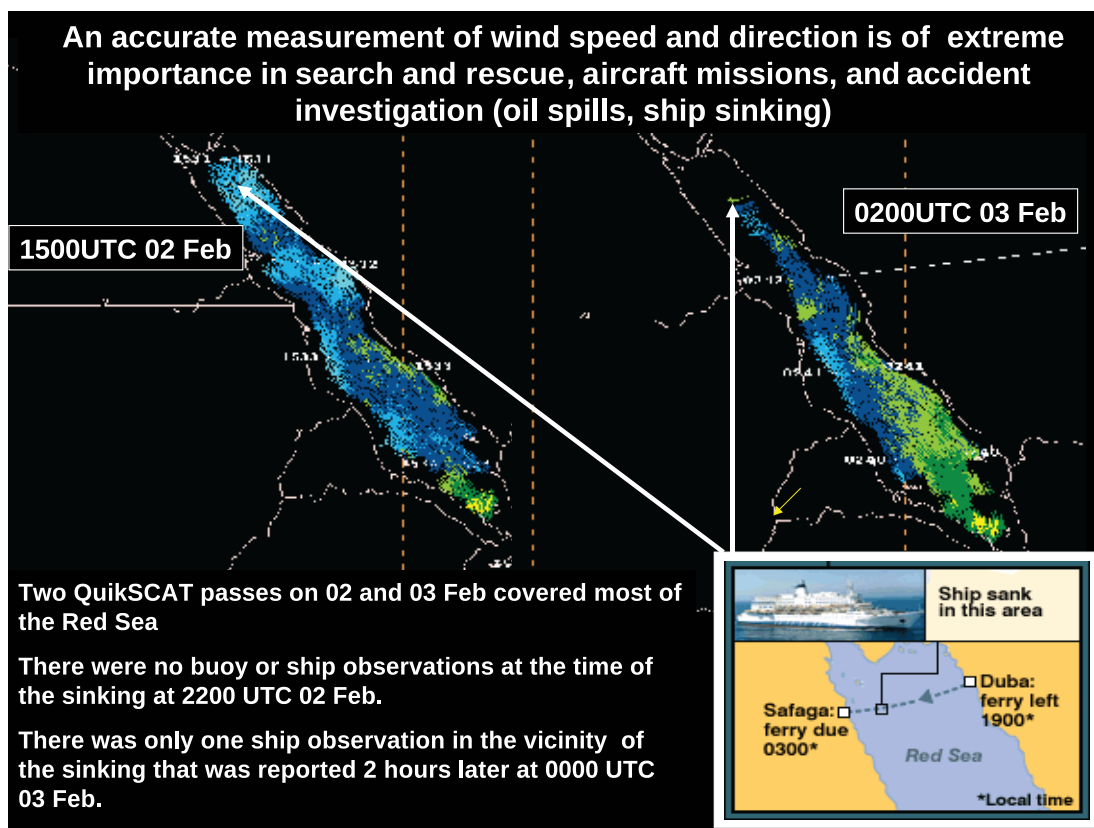 An accurate measurement of wind speed and direction is of extreme
importance in search and rescue, aircraft missions, and accident
investigation (oil spills, ship sinking)
1500UTC 02 Feb
0200UTC 03 Feb
1533
1533
0241
0241
0240
Two QuikSCAT passes on 02 and 03 Feb covered most of
the Red Sea
There were no buoy or ship observations at the time of
the sinking at 2200 UTC 02 Feb.
There was only one ship observation in the vicinity of
the sinking that was reported 2 hours later at 0000 UTC
03 Feb.
Ship sank
in this area
Duba:
ferry left
1900*
Safaga:
ferry due
0300*
Red Sea
*Local time